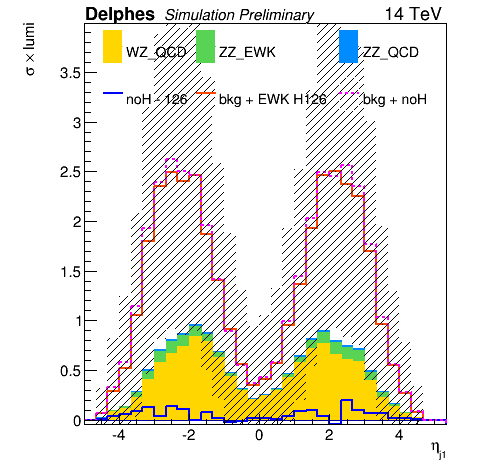 Delphes Simulation Preliminary 14 TeV
σ × lumi
WZ_QCD ZZ_EWK ZZ_QCD
noH - 126 bkg + EWK H126 bkg + noH
3.5
3
2.5
2
1.5
1
0.5
0
-4 -2 0 2 4
η_j1